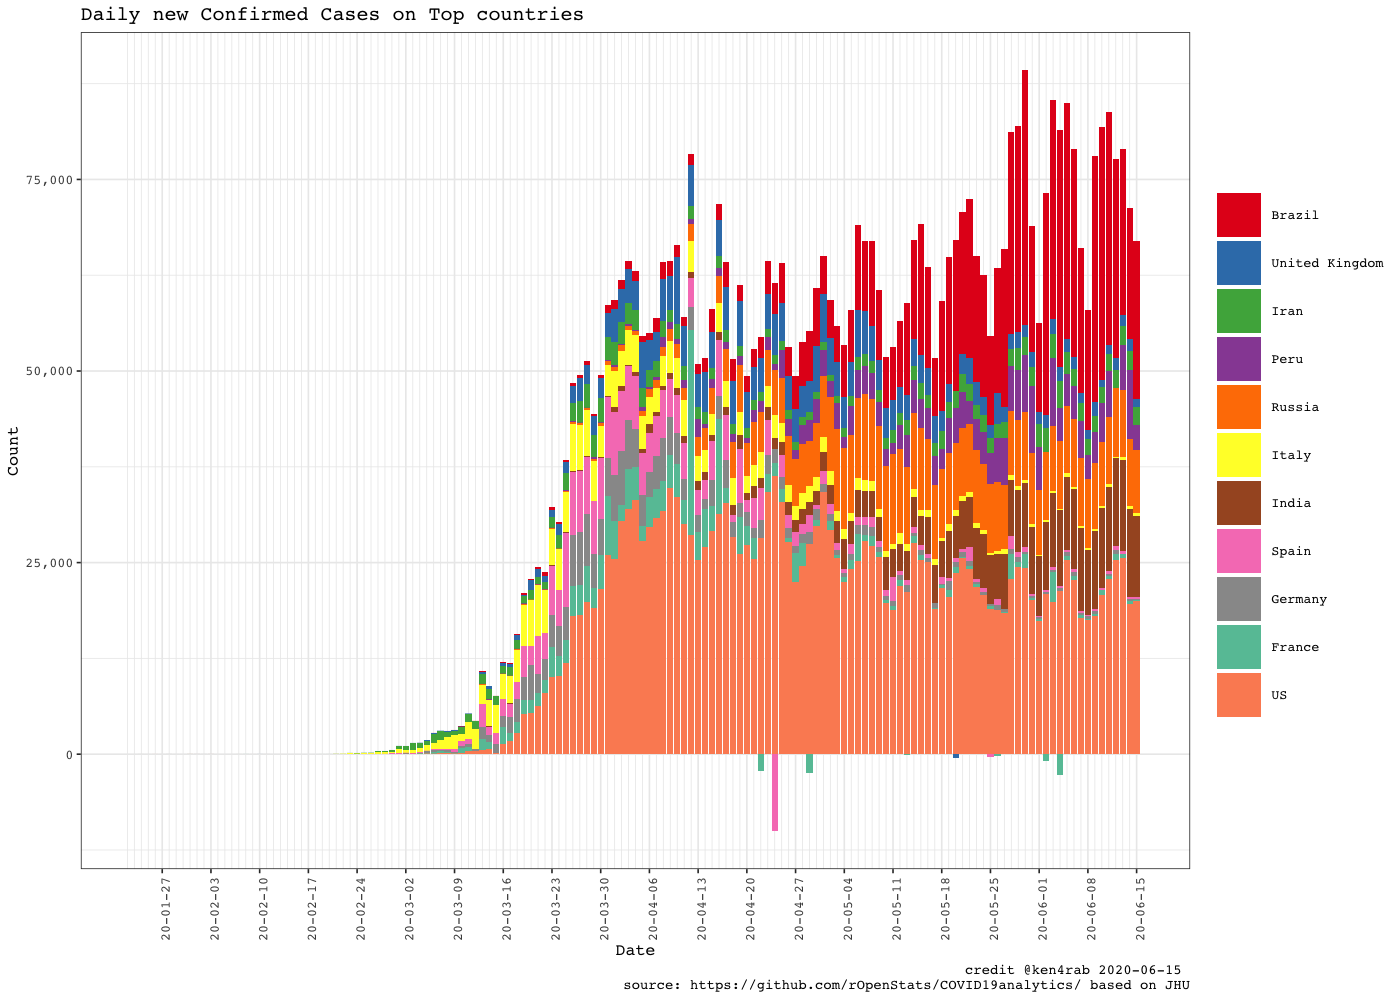 Daily new Confirmed Cases on Top countries
Count
75,000
50,000
25,000
0
20-01-27
20-02-03
20-02-10
20-02-17
20-02-24
20-03-02
20-03-09
20-03-16
20-03-23
20-03-30
20-04-06
20-04-13
20-04-20
20-04-27
20-05-04
20-05-11
20-05-18
20-05-25
20-06-01
20-06-08
20-06-15
Date
Brazil
United Kingdom
Iran
Peru
Russia
Italy
India
Spain
Germany
France
US
credit @ken4rab 2020-06-15
source: https://github.com/rOpenStats/COVID19analytics/ based on JHU